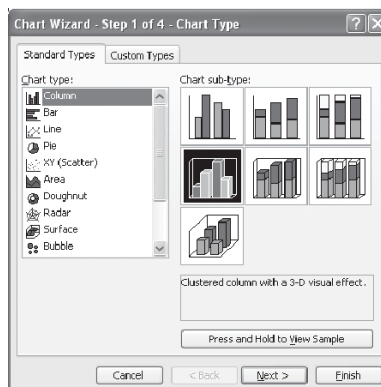 Chart Wizard - Step 1 of 4 - Chart Type
Standard Types Custom Types
Chart type:
Column
Bar
Line
Pie
XY (Scatter)
Area
Doughnut
Radar
Surface
Bubble
Chart sub-type:
Clustered column with a 3-D visual effect.
Press and Hold to View Sample
Cancel < Back Next > Finish